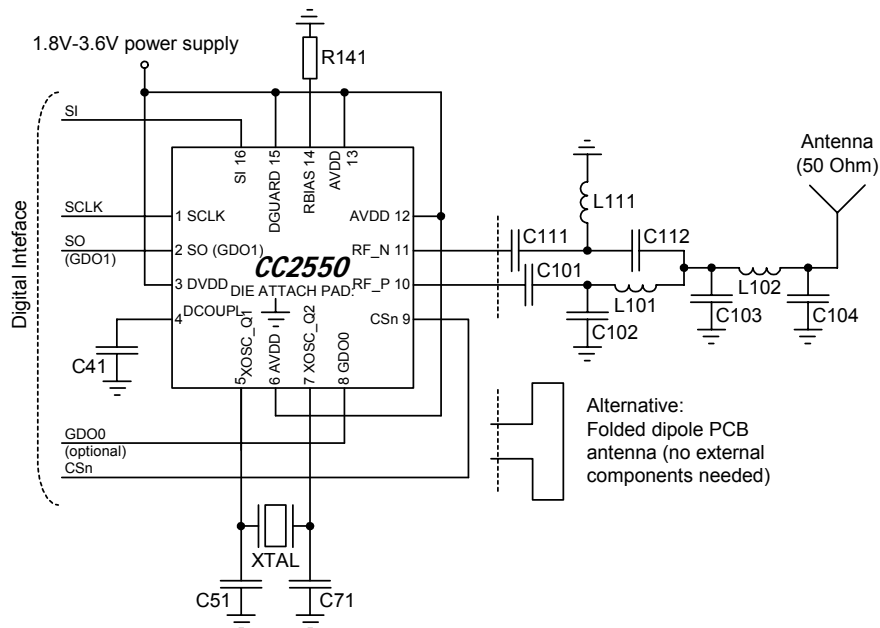 1.8V-3.6V power supply
R141
Antenna
(50 Ohm)
SI
SI 16
DGUARD 15
RBIAS 14
AVDD 13
L111
SCLK
1 SCLK
AVDD 12
C111
C112
SO
(GDO1)
2 SO (GDO1)
RF_N 11
CC2550
C101
3 DVDD
RF_P 10
DIE ATTACH PAD:
L101
L102
4
DCOUPL
CSn 9
C102
C103
C104
Digital Inteface
C41
5 XOSC_Q1
6 AVDD
7 XOSC_Q2
8 GDO0
Alternative:
Folded dipole PCB
antenna (no external
components needed)
GDO0
(optional)
CSn
XTAL
C51
C71